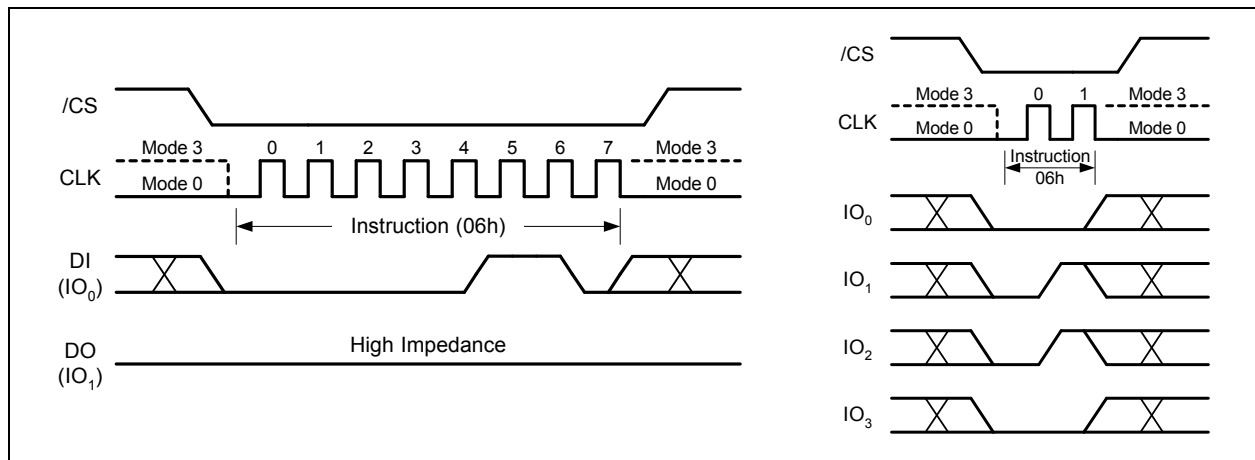 /CS
Mode 3
0 1 2 3 4 5 6 7
Mode 3
CLK
Mode 0
Mode 0
Instruction (06h)
DI
(IO0)
High Impedance
DO
(IO1)
/CS
Mode 3
0 1
Mode 3
CLK
Mode 0
Mode 0
Instruction
06h
IO0
IO1
IO2
IO3